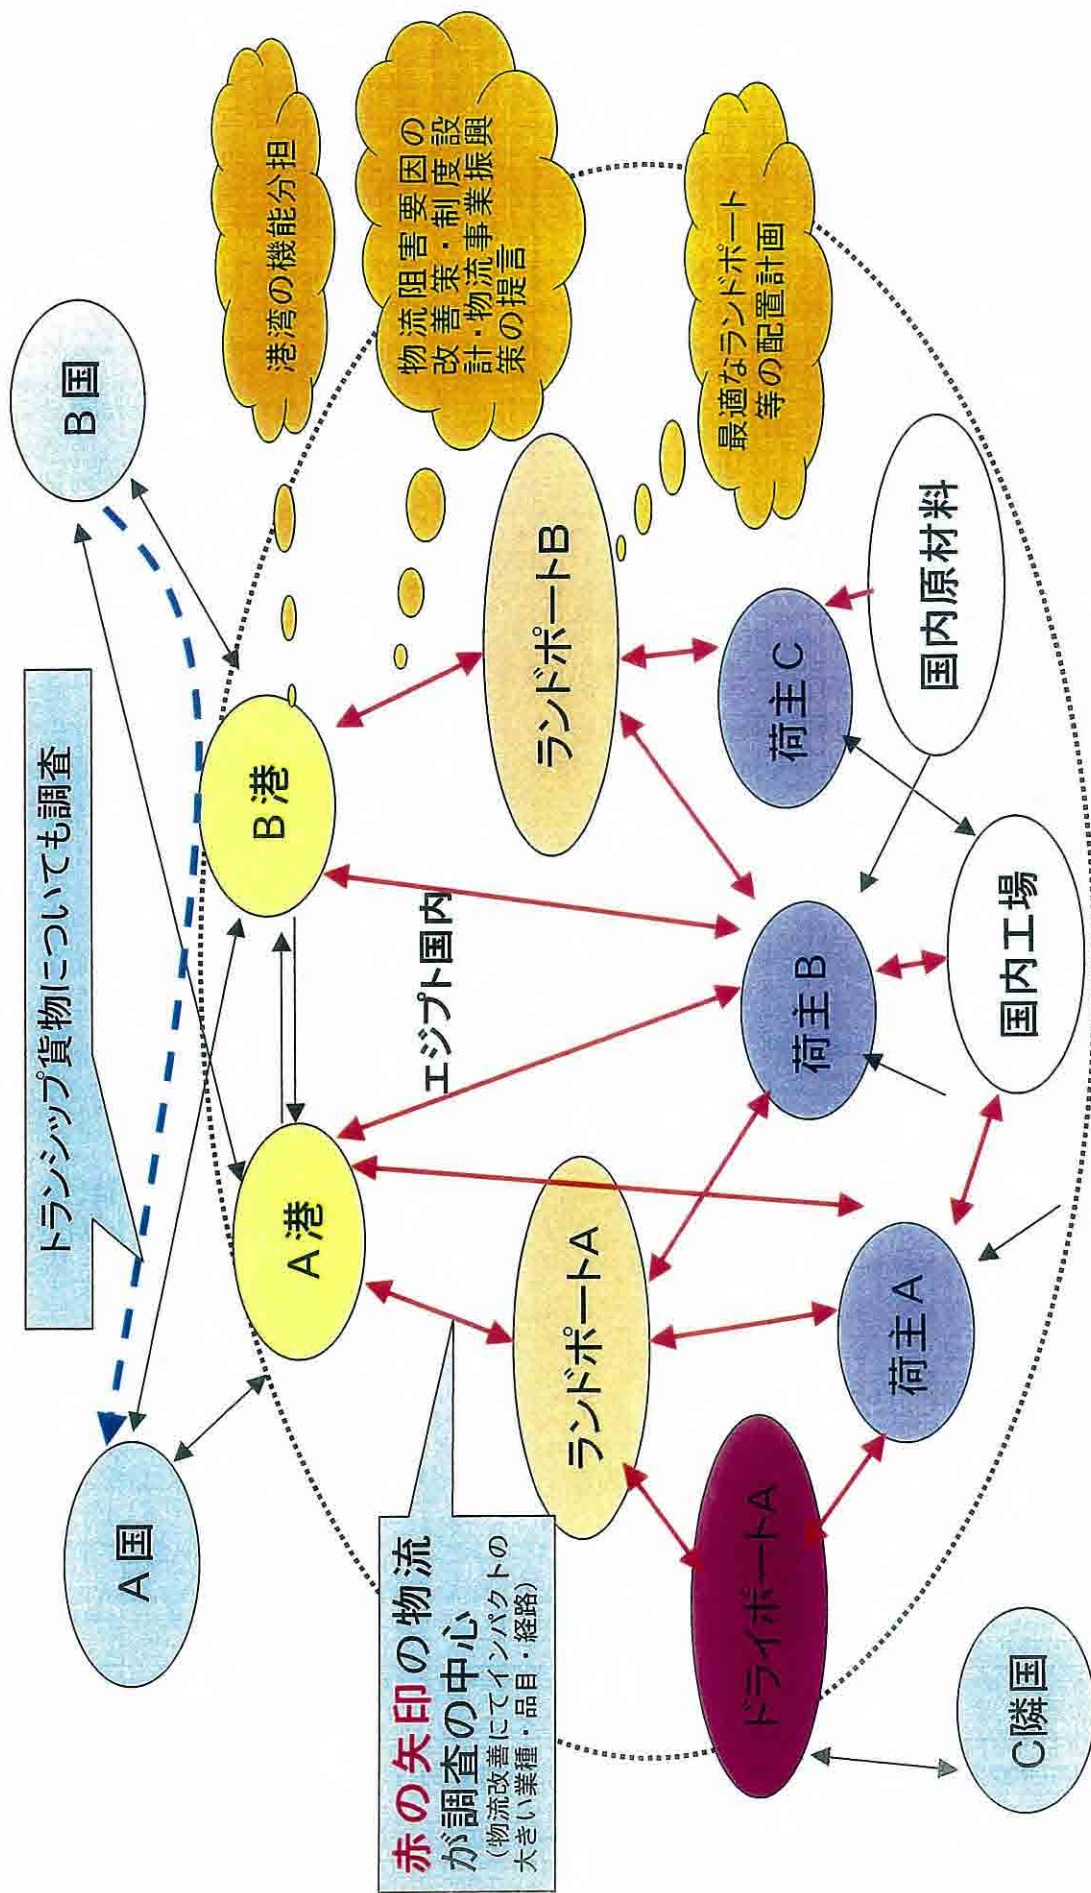 トランシップ貨物についても調査
A国
B国
港湾の機能分担
A港
B港
物流阻害要因の
改善策・制度設
計・物流事業振興
策の提言
赤の矢印の物流
が調査の中心
(物流改善にてインパクトの
大きい業種・品目・経路)
エジプト国内
ランドポートA
ランドポートB
最適なランドポート
等の配置計画
ドライポートA
荷主A
荷主B
荷主C
C隣国
国内工場
国内原材料